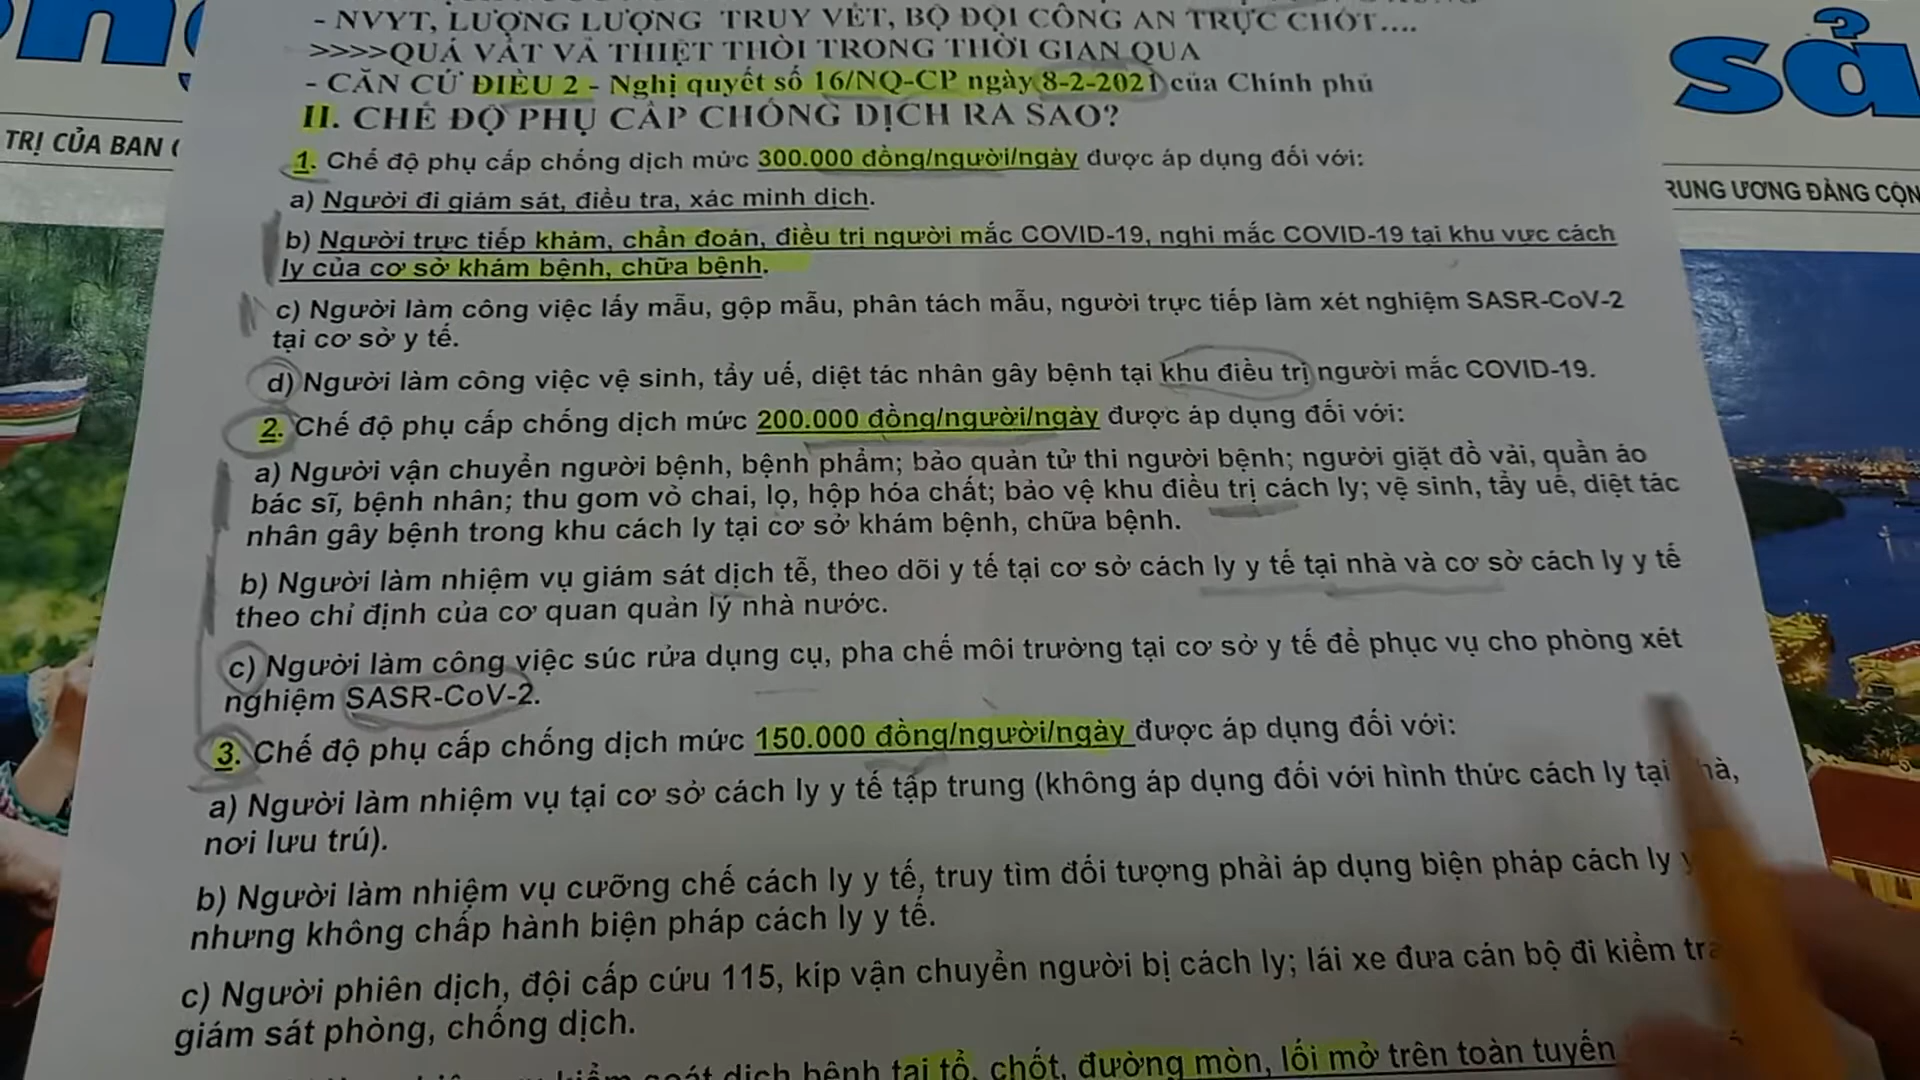 - NVYT, LƯỢNG LƯỢNG TRUY VẾT, BỘ ĐỘI CÔNG AN TRỰC CHỐT....
>>>>QUÁ VẤT VẢ THIỆT THÒI TRONG THỜI GIAN QUA
- CĂN CỨ ĐIỀU 2 - Nghị quyết số 16/NQ-CP ngày 8-2-2021 của Chính phủ
II. CHẾ ĐỘ PHỤ CẤP CHỐNG DỊCH RA SAO?
1. Chế độ phụ cấp chống dịch mức 300.000 đồng/người/ngày được áp dụng đối với:
a) Người đi giám sát, điều tra, xác minh dịch.
b) Người trực tiếp khám, chẩn đoán, điều trị người mắc COVID-19, nghi mắc COVID-19 tại khu vực cách
ly của cơ sở khám bệnh, chữa bệnh.
c) Người làm công việc lấy mẫu, gộp mẫu, phân tách mẫu, người trực tiếp làm xét nghiệm SASR-CoV-2
tại cơ sở y tế.
d) Người làm công việc vệ sinh, tẩy uế, diệt tác nhân gây bệnh tại khu điều trị người mắc COVID-19.
2. Chế độ phụ cấp chống dịch mức 200.000 đồng/người/ngày được áp dụng đối với:
a) Người vận chuyển người bệnh, bệnh phẩm; bảo quản tử thi người bệnh; người giặt đồ vải, quần áo
bác sĩ, bệnh nhân; thu gom vỏ chai, lọ, hộp hóa chất; bảo vệ khu điều trị cách ly; vệ sinh, tẩy uế, diệt tác
nhân gây bệnh trong khu cách ly tại cơ sở khám bệnh, chữa bệnh.
b) Người làm nhiệm vụ giám sát dịch tễ, theo dõi y tế tại cơ sở cách ly y tế tại nhà và cơ sở cách ly y tế
theo chỉ định của cơ quan quản lý nhà nước.
c) Người làm công việc súc rửa dụng cụ, pha chế môi trường tại cơ sở y tế để phục vụ cho phòng xét
nghiệm SASR-CoV-2.
3. Chế độ phụ cấp chống dịch mức 150.000 đồng/người/ngày được áp dụng đối với:
a) Người làm nhiệm vụ tại cơ sở cách ly y tế tập trung (không áp dụng đối với hình thức cách ly tại
nơi lưu trú).
b) Người làm nhiệm vụ cưỡng chế cách ly y tế, truy tìm đối tượng phải áp dụng biện pháp cách ly
nhưng không chấp hành biện pháp cách ly y tế.
c) Người phiên dịch, đội cấp cứu 115, kíp vận chuyển người bị cách ly; lái xe đưa cán bộ đi kiểm
giám sát phòng, chống dịch.
dịch bệnh tại tổ, chốt, đường mòn, lối mở trên toàn tuyến
TRỊ CỦA BAN
sả
ƯƠNG ĐẢNG